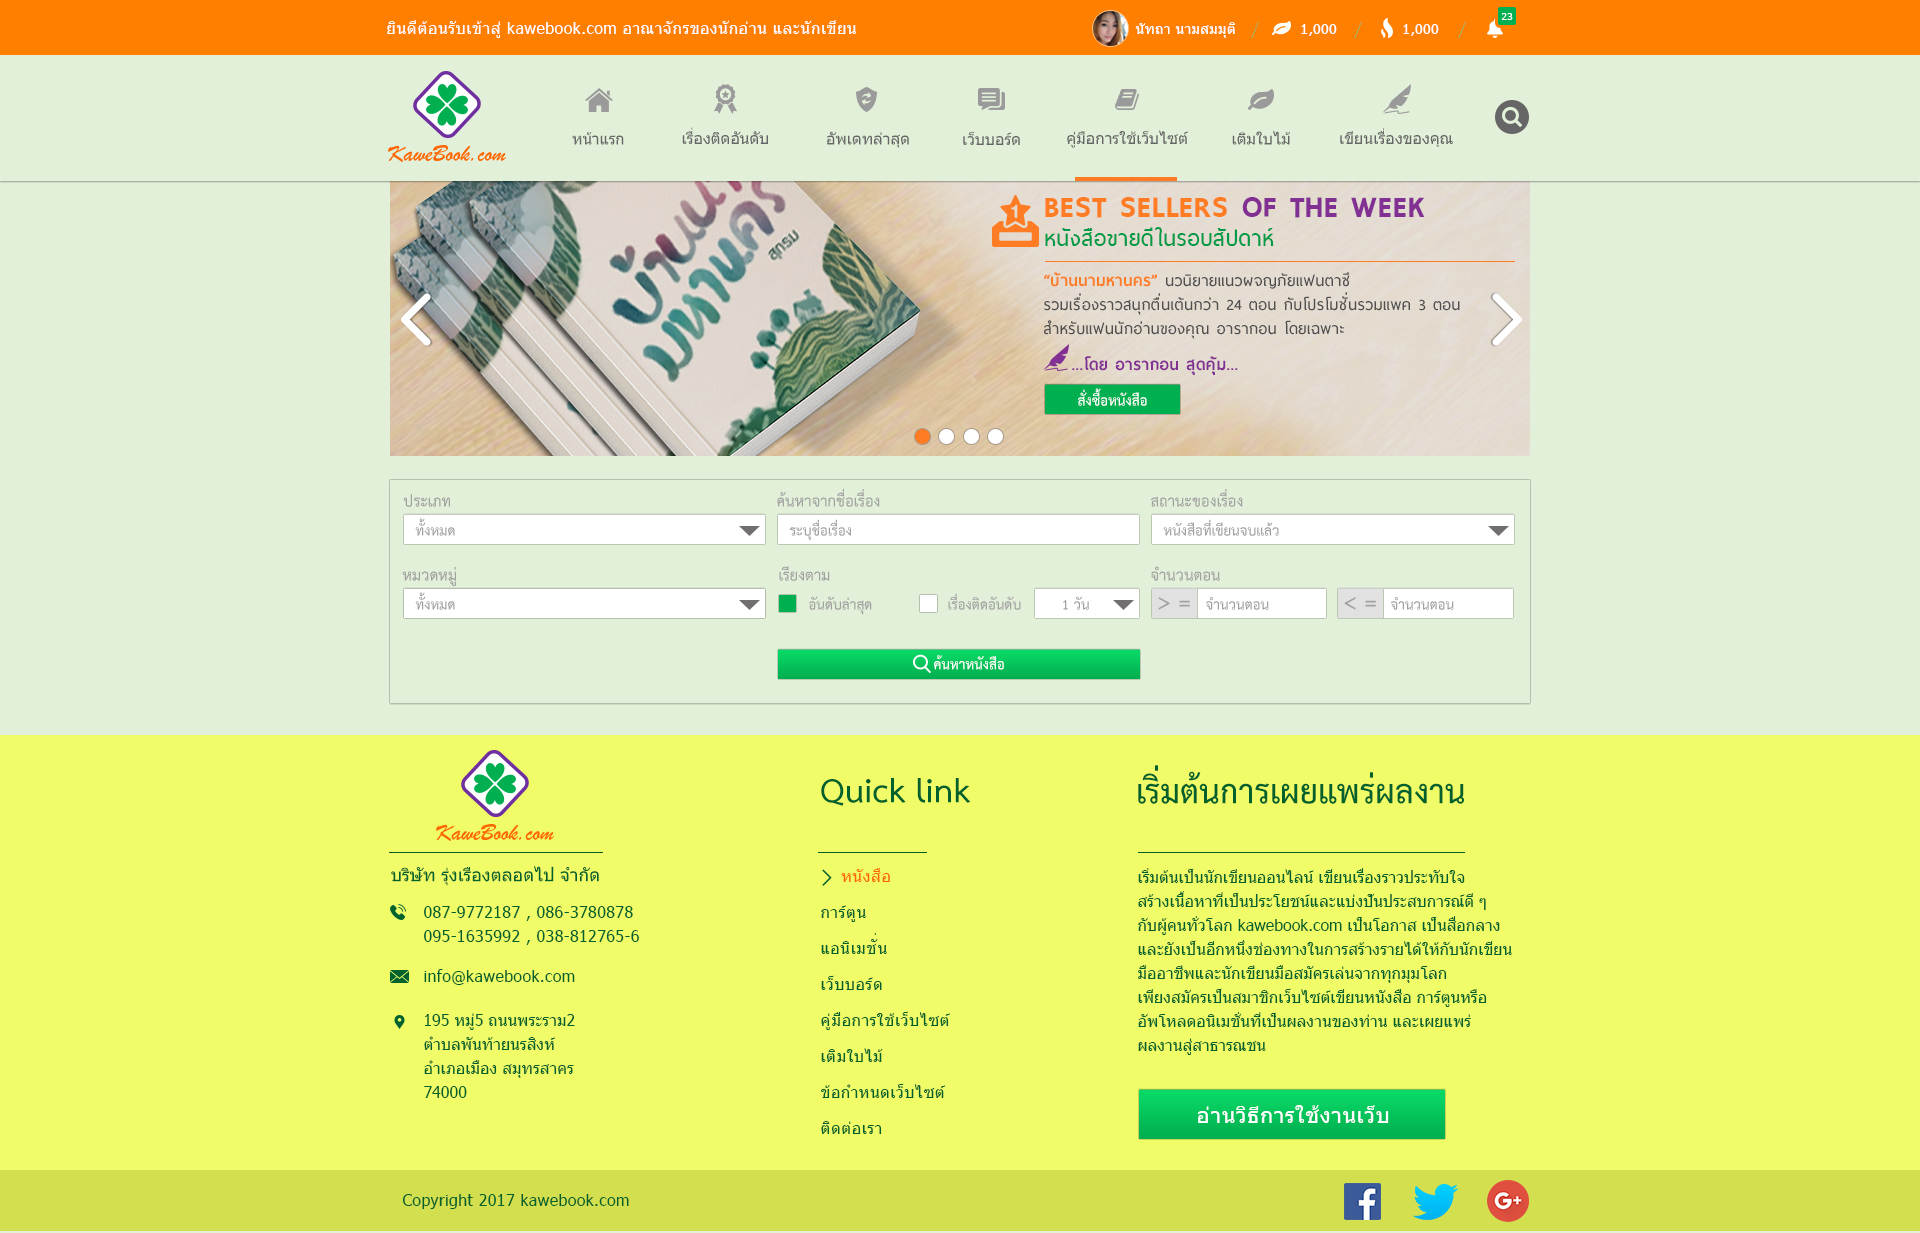 ยินดีต้อนรับเข้าสู่ kawebook.com อาณาจักรของนักอ่าน และนักเขียน
นัทถา นามสมมุติ / 1,000 / 1,000 / 23
KaweBook.com
หน้าแรก
เรื่องติดอันดับ
อัพเดทล่าสุด
เว็บบอร์ด
คู่มือการใช้เว็บไซต์
เติมใบไม้
เขียนเรื่องของคุณ
บ้านนา
มหานคร
สุกรม
1
BEST SELLERS OF THE WEEK
หนังสือขายดีในรอบสัปดาห์
“บ้านนามหานคร” นวนิยายแนวผจญภัยแฟนตาซี
รวมเรื่องราวสนุกตื่นเต้นกว่า 24 ตอน กับโปรโมชั่นรวมแพค 3 ตอน
สำหรับแฟนนักอ่านของคุณ อารากอน โดยเฉพาะ
...โดย อารากอน สุดคุ้ม...
สั่งซื้อหนังสือ
ประเภท
ทั้งหมด
ค้นหาจากชื่อเรื่อง
ระบุชื่อเรื่อง
สถานะของเรื่อง
หนังสือที่เขียนจบแล้ว
หมวดหมู่
ทั้งหมด
เรียงตาม
อันดับล่าสุด
เรื่องติดอันดับ
1 วัน
จำนวนตอน
> = จำนวนตอน
< = จำนวนตอน
ค้นหาหนังสือ
KaweBook.com
บริษัท รุ่งเรืองตลอดไป จำกัด
087-9772187 , 086-3780878
095-1635992 , 038-812765-6
info@kawebook.com
195 หมู่5 ถนนพระราม2
ตำบลพันท้ายนรสิงห์
อำเภอเมือง สมุทรสาคร
74000
Quick link
หนังสือ
การ์ตูน
แอนิเมชั่น
เว็บบอร์ด
คู่มือการใช้เว็บไซต์
เติมใบไม้
ข้อกำหนดเว็บไซต์
ติดต่อเรา
เริ่มต้นการเผยแพร่ผลงาน
เริ่มต้นเป็นนักเขียนออนไลน์ เขียนเรื่องราวประทับใจ
สร้างเนื้อหาที่เป็นประโยชน์และแบ่งปันประสบการณ์ดี ๆ
กับผู้คนทั่วโลก kawebook.com เป็นโอกาส เป็นสื่อกลาง
และยังเป็นอีกหนึ่งช่องทางในการสร้างรายได้ให้กับนักเขียน
มืออาชีพและนักเขียนมือสมัครเล่นจากทุกมุมโลก
เพียงสมัครเป็นสมาชิกเว็บไซต์เขียนหนังสือ การ์ตูนหรือ
อัพโหลดอนิเมชั่นที่เป็นผลงานของท่าน และเผยแพร่
ผลงานสู่สาธารณชน
อ่านวิธีการใช้งานเว็บ
Copyright 2017 kawebook.com
f
G+